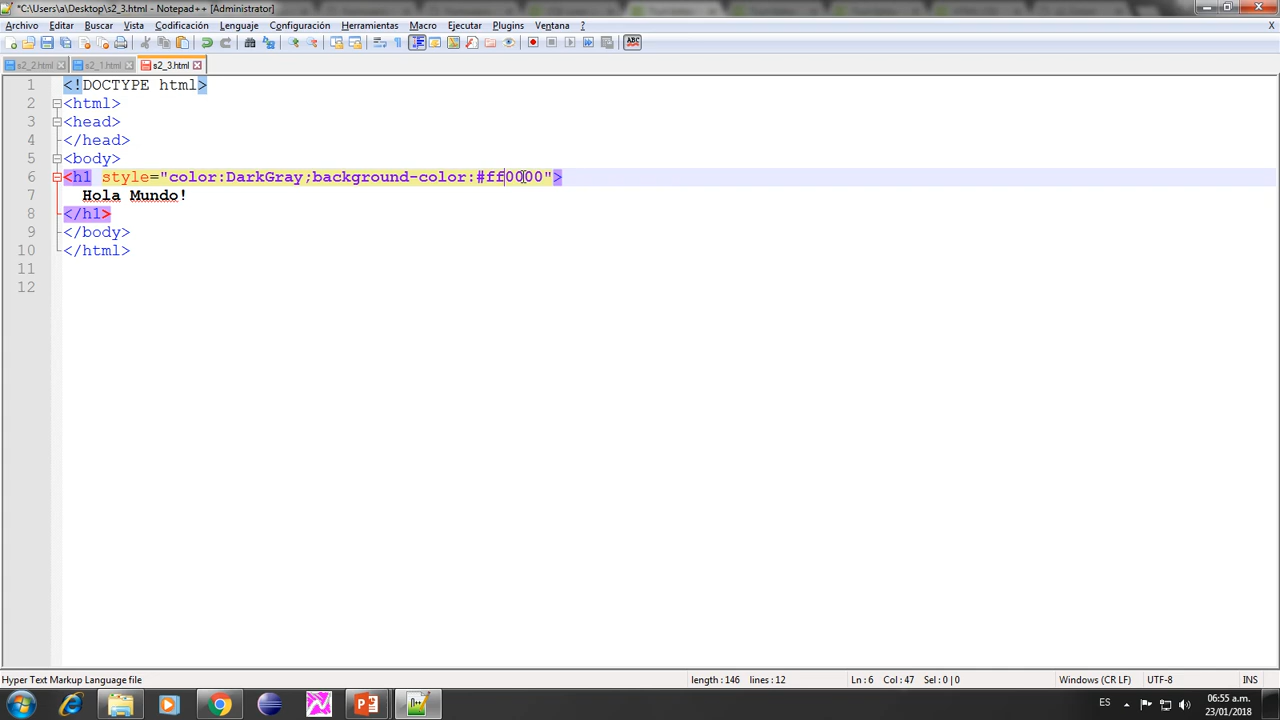 *C:\Users\a\Desktop\s2_3.html - Notepad++ [Administrator]
Archivo Editar Buscar Vista Codificación Lenguaje Configuración Herramientas Macro Ejecutar Plugins Ventana ?
s2_2.html s2_1.html s2_3.html
1 <!DOCTYPE html>
2 <html>
3 <head>
4 </head>
5 <body>
6 <h1 style="color:DarkGray;background-color:#ff0000">
7 Hola Mundo!
8 </h1>
9 </body>
10 </html>
11
12
Hyper Text Markup Language file length : 146 lines : 12 Ln : 6 Col : 47 Sel : 0 | 0 Windows (CR LF) UTF-8 INS
ES 06:55 a.m.
23/01/2018